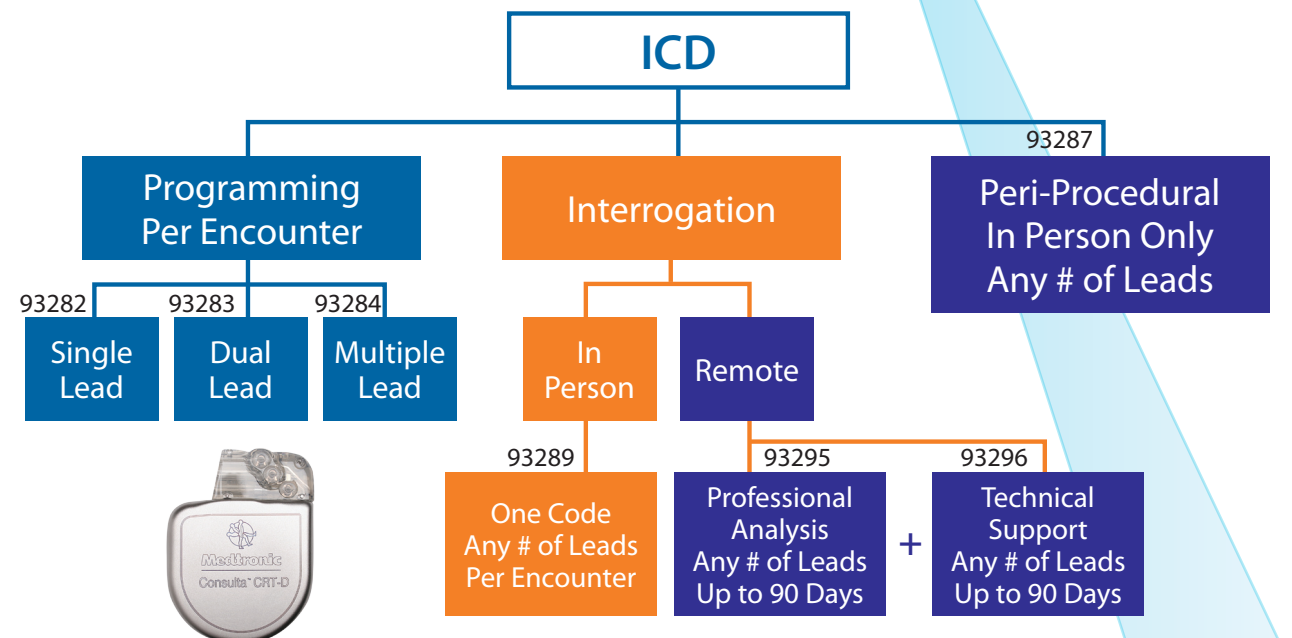 ICD
93287
Programming
Per Encounter
Interrogation
Peri-Procedural
In Person Only
Any # of Leads
93282
93283
93284
Single
Lead
Dual
Lead
Multiple
Lead
In
Person
Remote
93289
93295
93296
One Code
Any # of Leads
Per Encounter
Professional
Analysis
Any # of Leads
Up to 90 Days
+
Technical
Support
Any # of Leads
Up to 90 Days
Medtronic
Consulta™ CRT-D